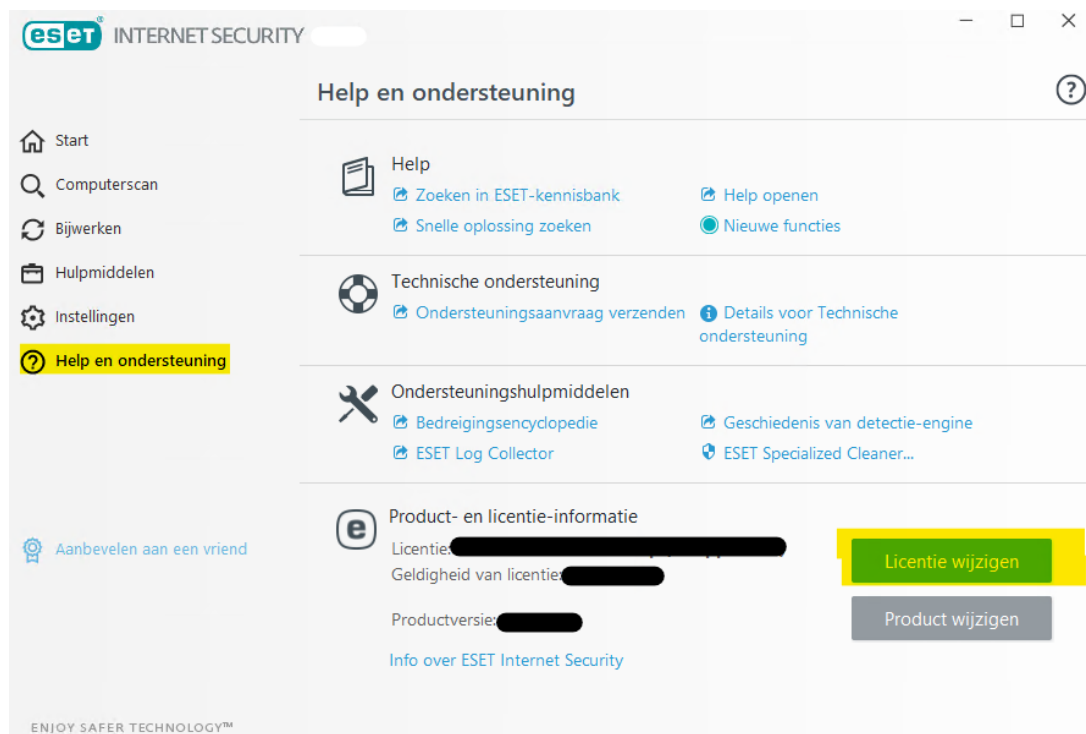 eset INTERNET SECURITY
Help en ondersteuning
Start
Computerscan
Bijwerken
Hulpmiddelen
Instellingen
Help en ondersteuning
Aanbevelen aan een vriend
Help
Zoeken in ESET-kennisbank
Help openen
Snelle oplossing zoeken
Nieuwe functies
Technische ondersteuning
Ondersteuningsaanvraag verzenden
Details voor Technische
ondersteuning
Ondersteuningshulpmiddelen
Bedreigingsencyclopedie
Geschiedenis van detectie-engine
ESET Log Collector
ESET Specialized Cleaner...
Product- en licentie-informatie
Licentie:
Geldigheid van licentie:
Productversie:
Info over ESET Internet Security
Licentie wijzigen
Product wijzigen
ENJOY SAFER TECHNOLOGY™